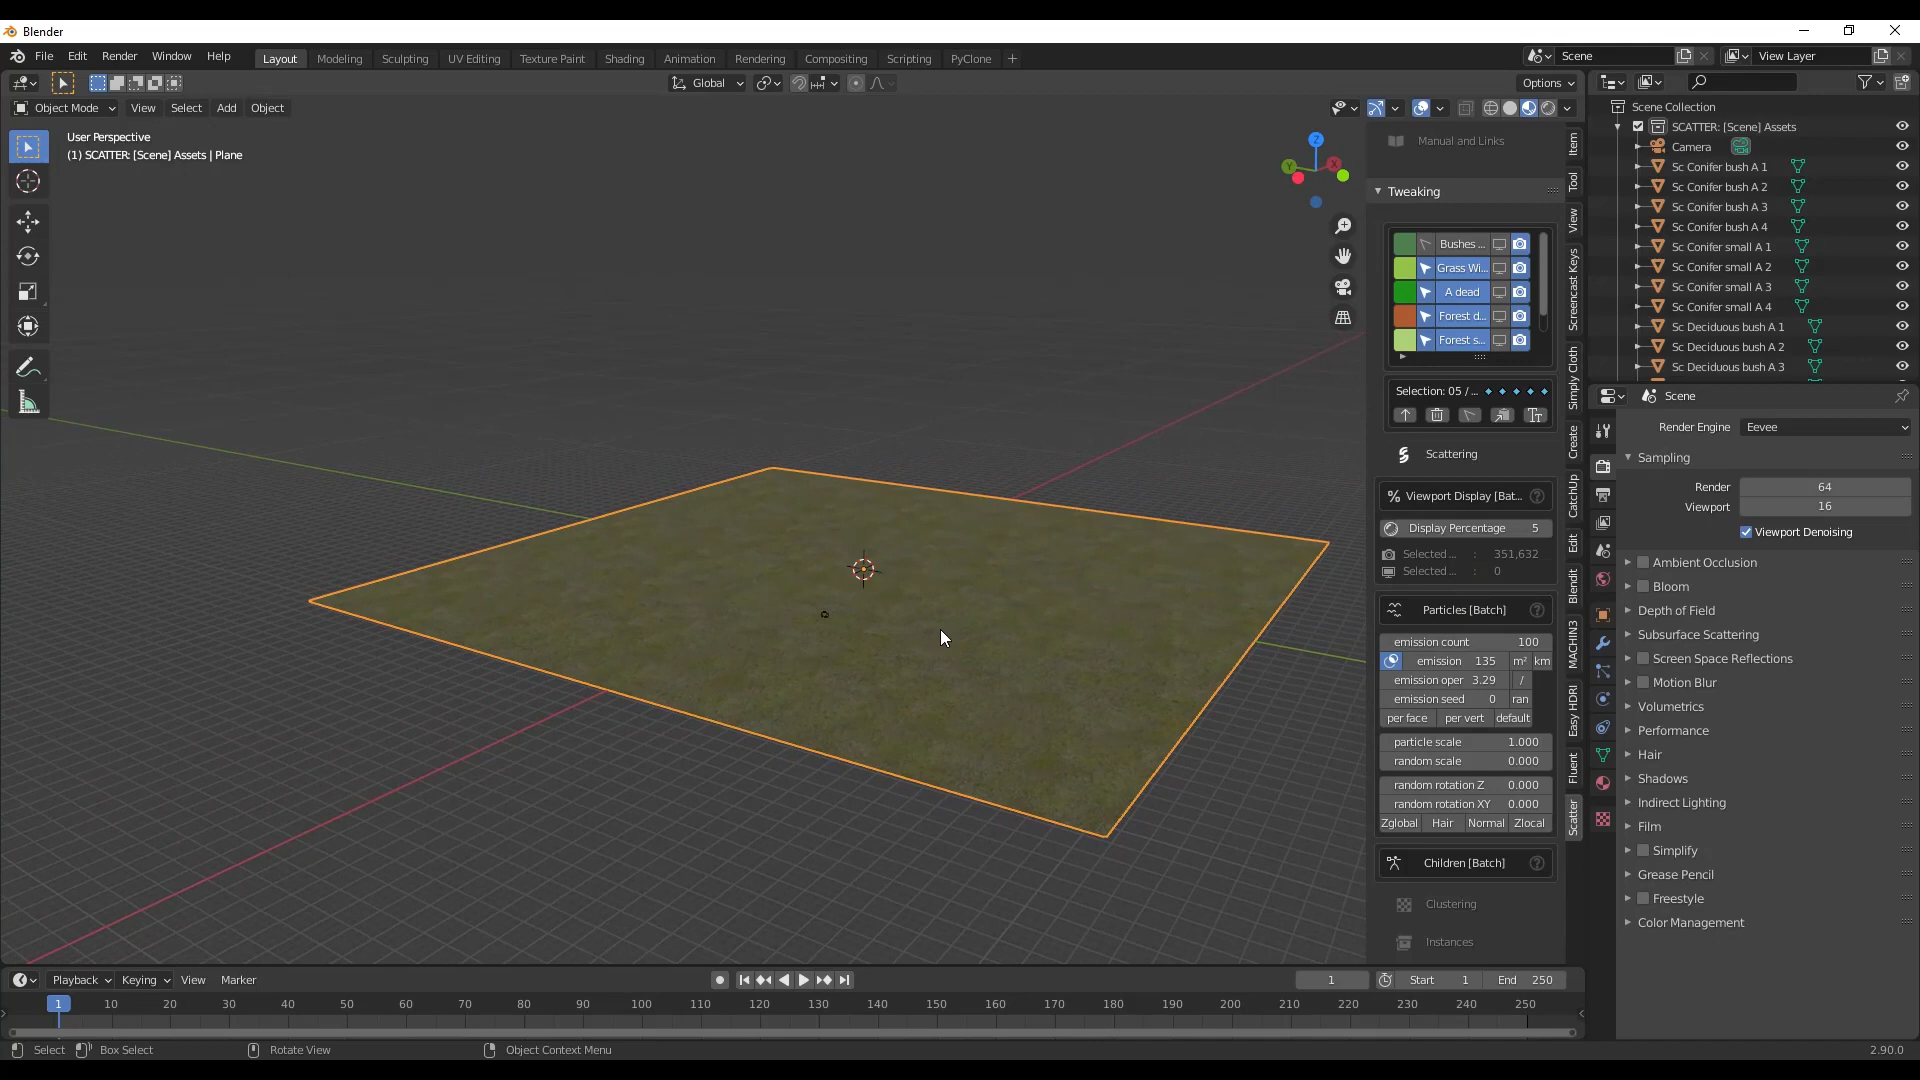 Blender
File Edit Render Window Help
Layout Modeling Sculpting UV Editing Texture Paint Shading Animation Rendering Compositing Scripting PyClone +
Scene
View Layer
Global
Options
Object Mode View Select Add Object
User Perspective
(1) SCATTER: [Scene] Assets | Plane
Z
Y
X
Manual and Links
Tweaking
Bushes ...
Grass Wi...
A dead
Forest d...
Forest s...
Selection: 05 /...
Scattering
Viewport Display [Bat...
Display Percentage 5
Selected ... : 351,632
Selected ... : 0
Particles [Batch]
emission count 100
emission 135 m² km
emission oper 3.29 /
emission seed 0 ran
per face per vert default
particle scale 1.000
random scale 0.000
random rotation Z 0.000
random rotation XY 0.000
Zglobal Hair Normal Zlocal
Children [Batch]
Clustering
Instances
Item
Tool
View
Screencast Keys
Simply Cloth
Create
CatchUp
Edit
Blendit
MACHIN3
Easy HDRI
Fluent
Scatter
Scene Collection
SCATTER: [Scene] Assets
Camera
Sc Conifer bush A 1
Sc Conifer bush A 2
Sc Conifer bush A 3
Sc Conifer bush A 4
Sc Conifer small A 1
Sc Conifer small A 2
Sc Conifer small A 3
Sc Conifer small A 4
Sc Deciduous bush A 1
Sc Deciduous bush A 2
Sc Deciduous bush A 3
Scene
Render Engine Eevee
Sampling
Render 64
Viewport 16
Viewport Denoising
Ambient Occlusion
Bloom
Depth of Field
Subsurface Scattering
Screen Space Reflections
Motion Blur
Volumetrics
Performance
Hair
Shadows
Indirect Lighting
Film
Simplify
Grease Pencil
Freestyle
Color Management
Playback Keying View Marker
1
Start 1
End 250
1 10 20 30 40 50 60 70 80 90 100 110 120 130 140 150 160 170 180 190 200 210 220 230 240 250
Select Box Select Rotate View Object Context Menu
2.90.0